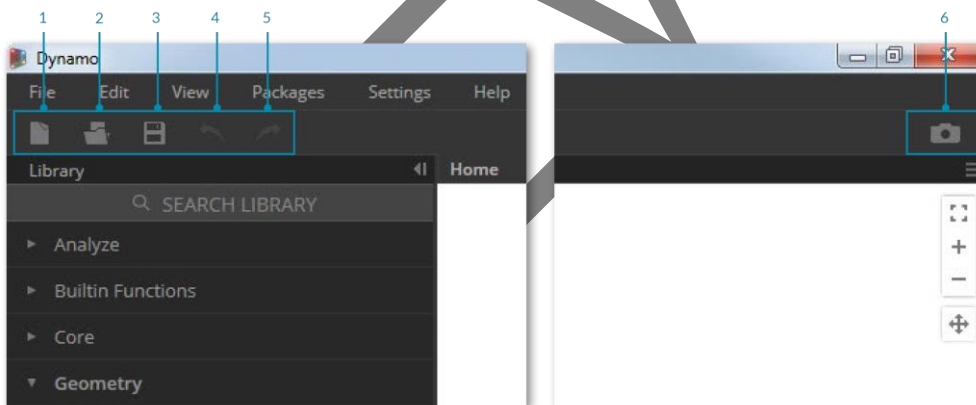 1 2 3 4 5 6
Dynamo
File Edit View Packages Settings Help
Library Home
SEARCH LIBRARY
Analyze
Builtin Functions
Core
Geometry